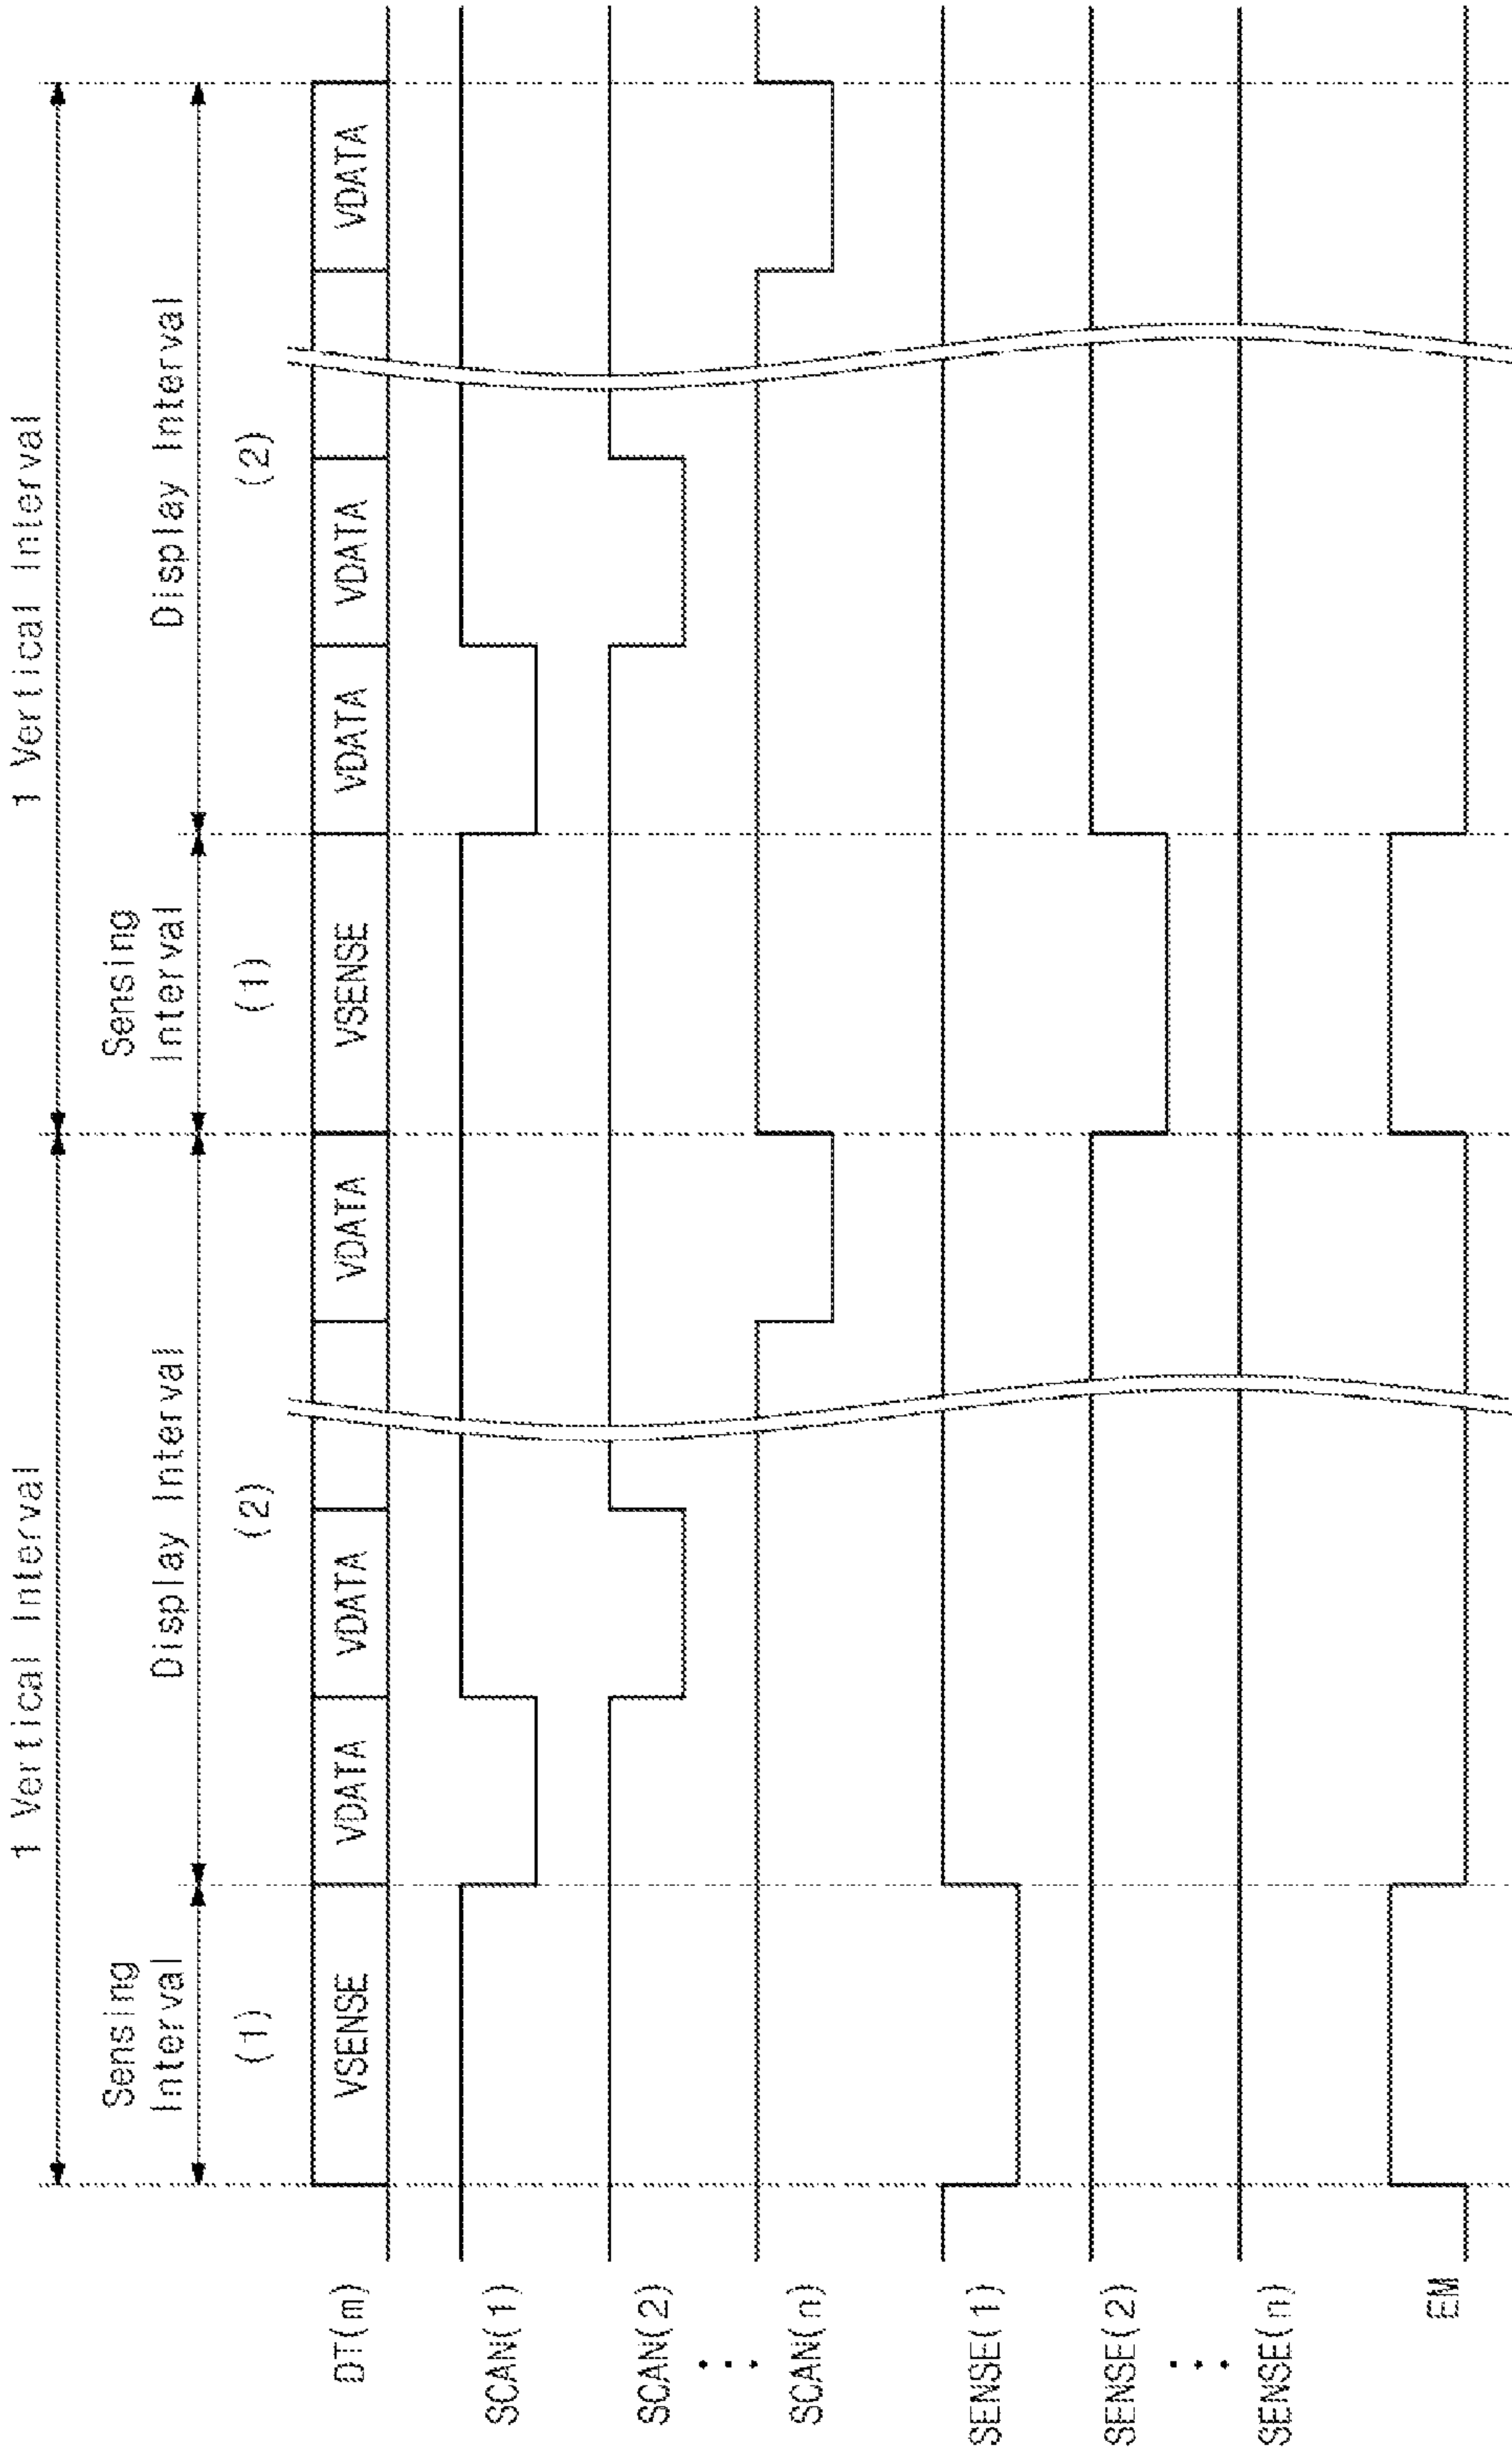 1 Vertical Interval
1 Vertical Interval
Sensing
Interval
Display Interval
Sensing
Interval
Display Interval
(1)
(2)
(1)
(2)
DT(m)
VSENSE
VDATA
VDATA
VDATA
VSENSE
VDATA
VDATA
VDATA
SCAN(1)
SCAN(2)
SCAN(n)
SENSE(1)
SENSE(2)
SENSE(n)
EM